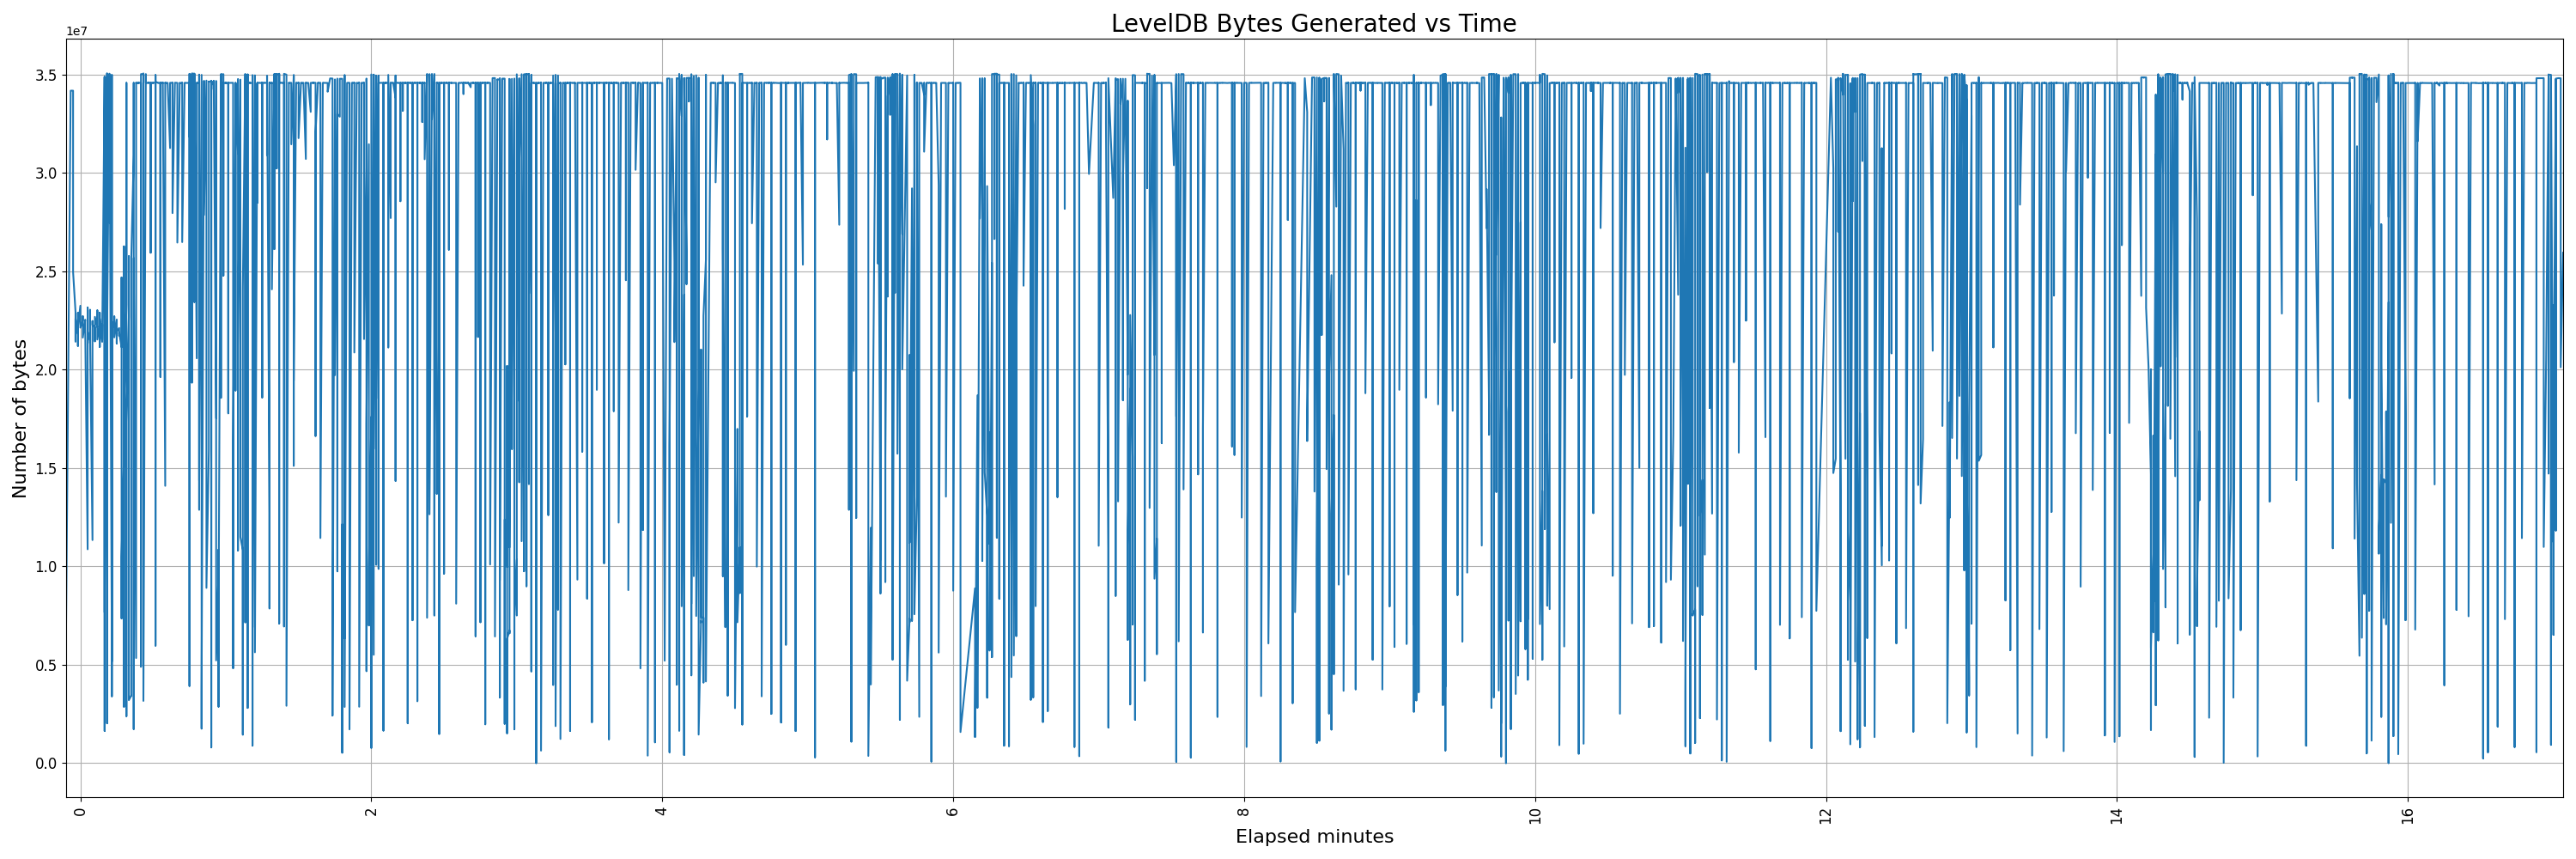 LevelDB Bytes Generated vs Time
1e7
3.5
3.0
2.5
2.0
1.5
1.0
0.5
0.0
Number of bytes
0 2 4 6 8 10 12 14 16
Elapsed minutes